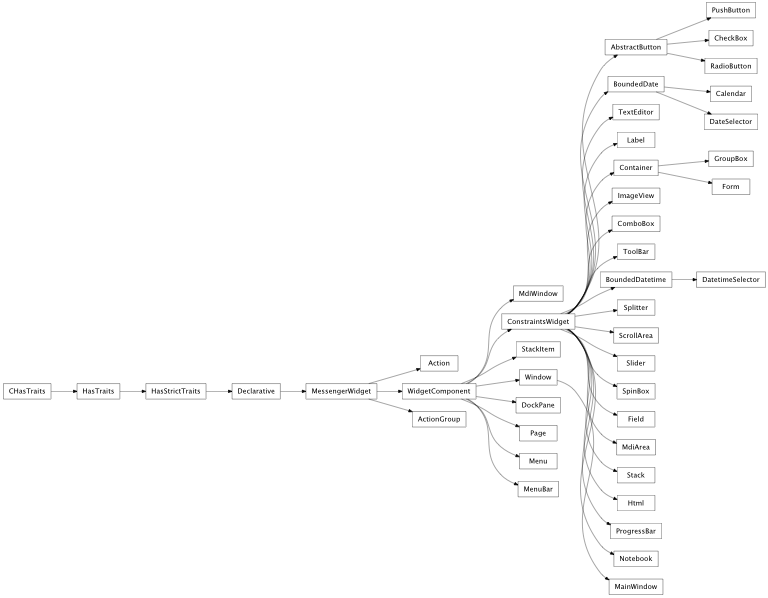 PushButton
CheckBox
AbstractButton
RadioButton
BoundedDate
Calendar
TextEditor
DateSelector
Label
GroupBox
Container
Form
ImageView
ComboBox
ToolBar
BoundedDatetime
DatetimeSelector
MdiWindow
Splitter
ConstraintsWidget
ScrollArea
StackItem
Action
Slider
Window
CHasTraits
HasTraits
HasStrictTraits
Declarative
MessengerWidget
WidgetComponent
SpinBox
DockPane
ActionGroup
Field
Page
MdiArea
Menu
Stack
MenuBar
Html
ProgressBar
Notebook
MainWindow